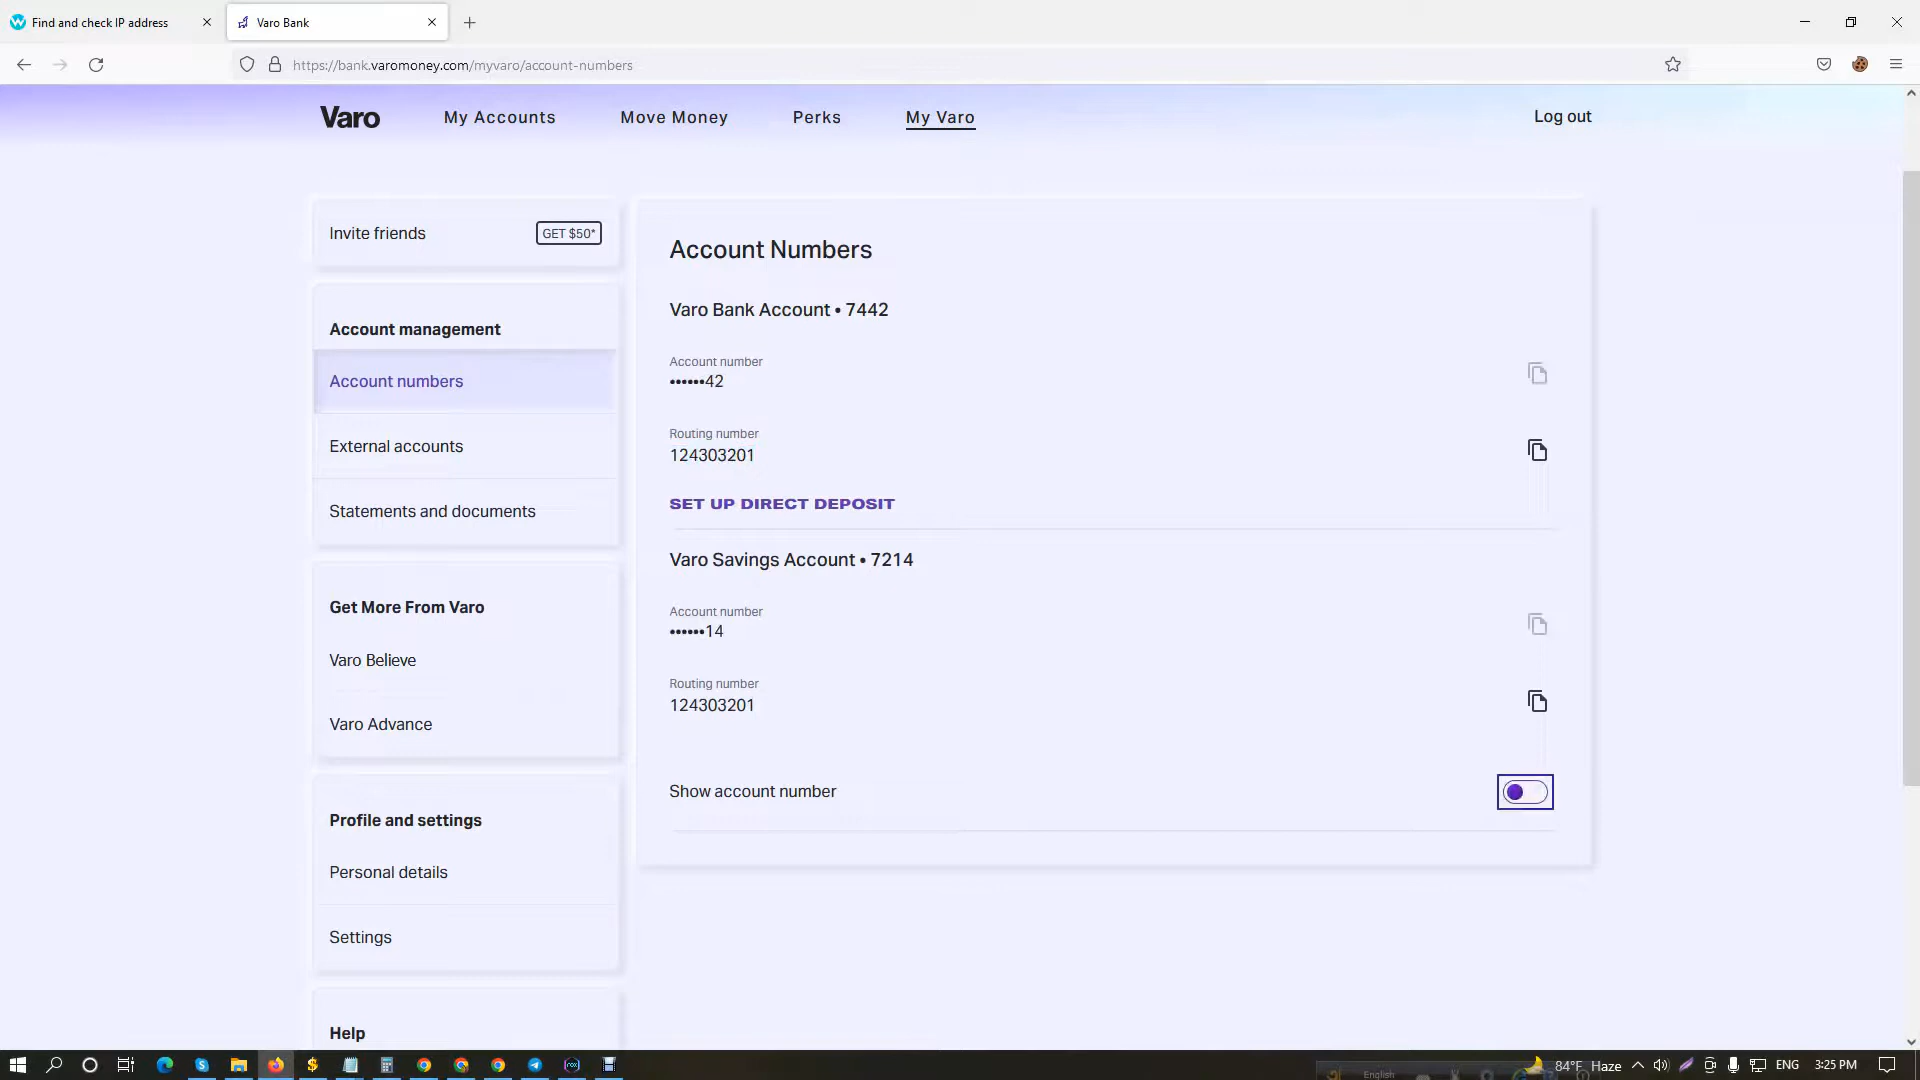 Find and check IP address
Varo Bank
https://bank.varomoney.com/myvaro/account-numbers
Varo
My Accounts
Move Money
Perks
My Varo
Log out
Invite friends
GET $50*
Account management
Account numbers
External accounts
Statements and documents
Get More From Varo
Varo Believe
Varo Advance
Profile and settings
Personal details
Settings
Help
Account Numbers
Varo Bank Account • 7442
Account number
••••••42
Routing number
124303201
SET UP DIRECT DEPOSIT
Varo Savings Account • 7214
Account number
••••••14
Routing number
124303201
Show account number
84°F Haze
ENG
3:25 PM
English